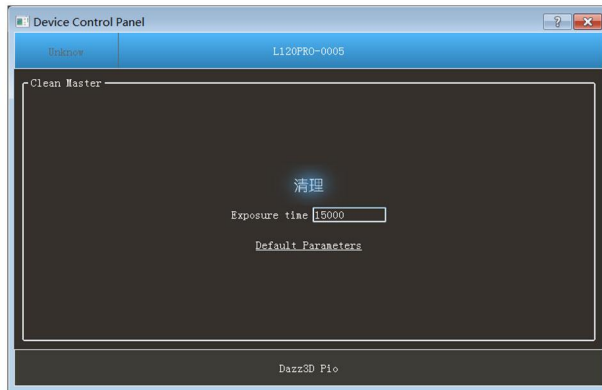 Device Control Panel
Unknow
L120PRO-0005
Clean Master
清理
Exposure time 15000
Default Parameters
Dazz3D Pio